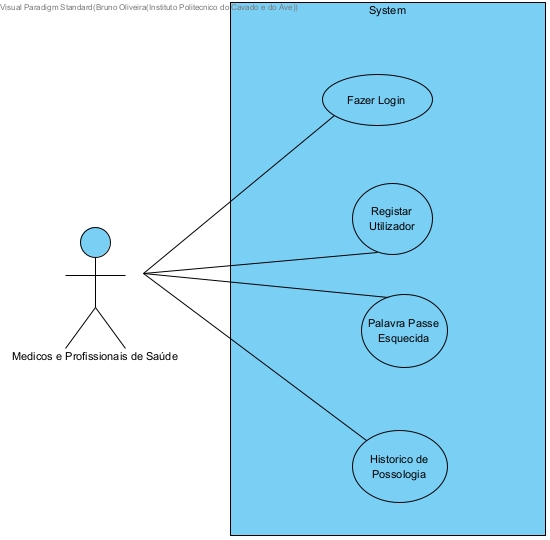 Visual Paradigm Standard(Bruno Oliveira(Instituto Politecnico do Cavado e do Ave))
System
Fazer Login
Registar
Utilizador
Palavra Passe
Esquecida
Medicos e Profissionais de Saúde
Historico de
Possologia